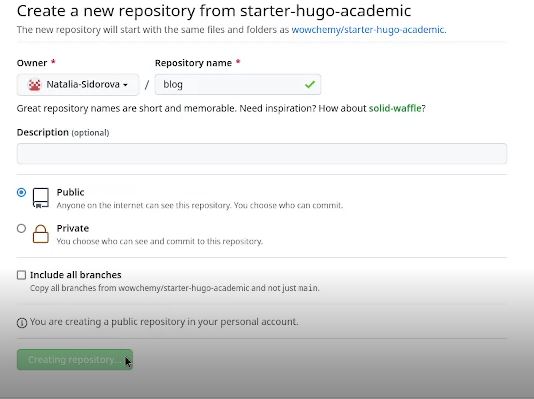 Create a new repository from starter-hugo-academic
The new repository will start with the same files and folders as wowchemy/starter-hugo-academic.
Owner * Repository name *
Natalia-Sidorova / blog
Great repository names are short and memorable. Need inspiration? How about solid-waffle?
Description (optional)
Public
Anyone on the internet can see this repository. You choose who can commit.
Private
You choose who can see and commit to this repository.
Include all branches
Copy all branches from wowchemy/starter-hugo-academic and not just main.
You are creating a public repository in your personal account.
Creating repository...